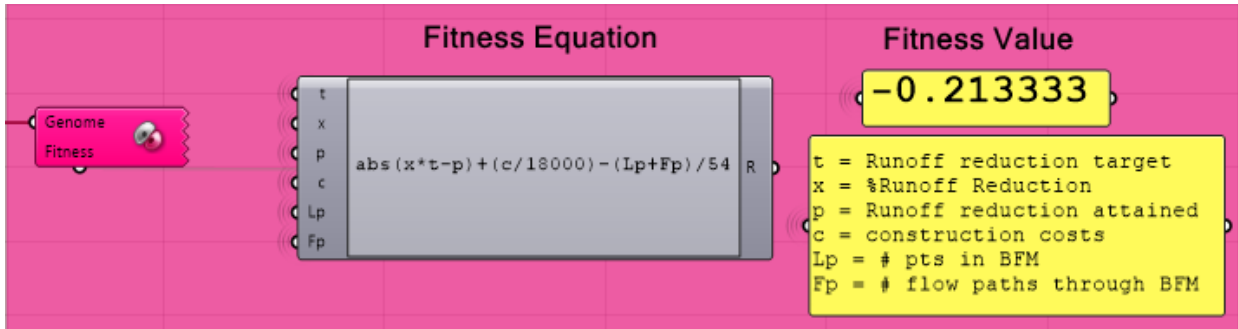 Fitness Equation
Fitness Value
Genome
Fitness
t
x
p
c
Lp
Fp
abs(x*t-p)+(c/18000)-(Lp+Fp)/54
R
-0.213333
t = Runoff reduction target
x = %Runoff Reduction
p = Runoff reduction attained
c = construction costs
Lp = # pts in BFM
Fp = # flow paths through BFM